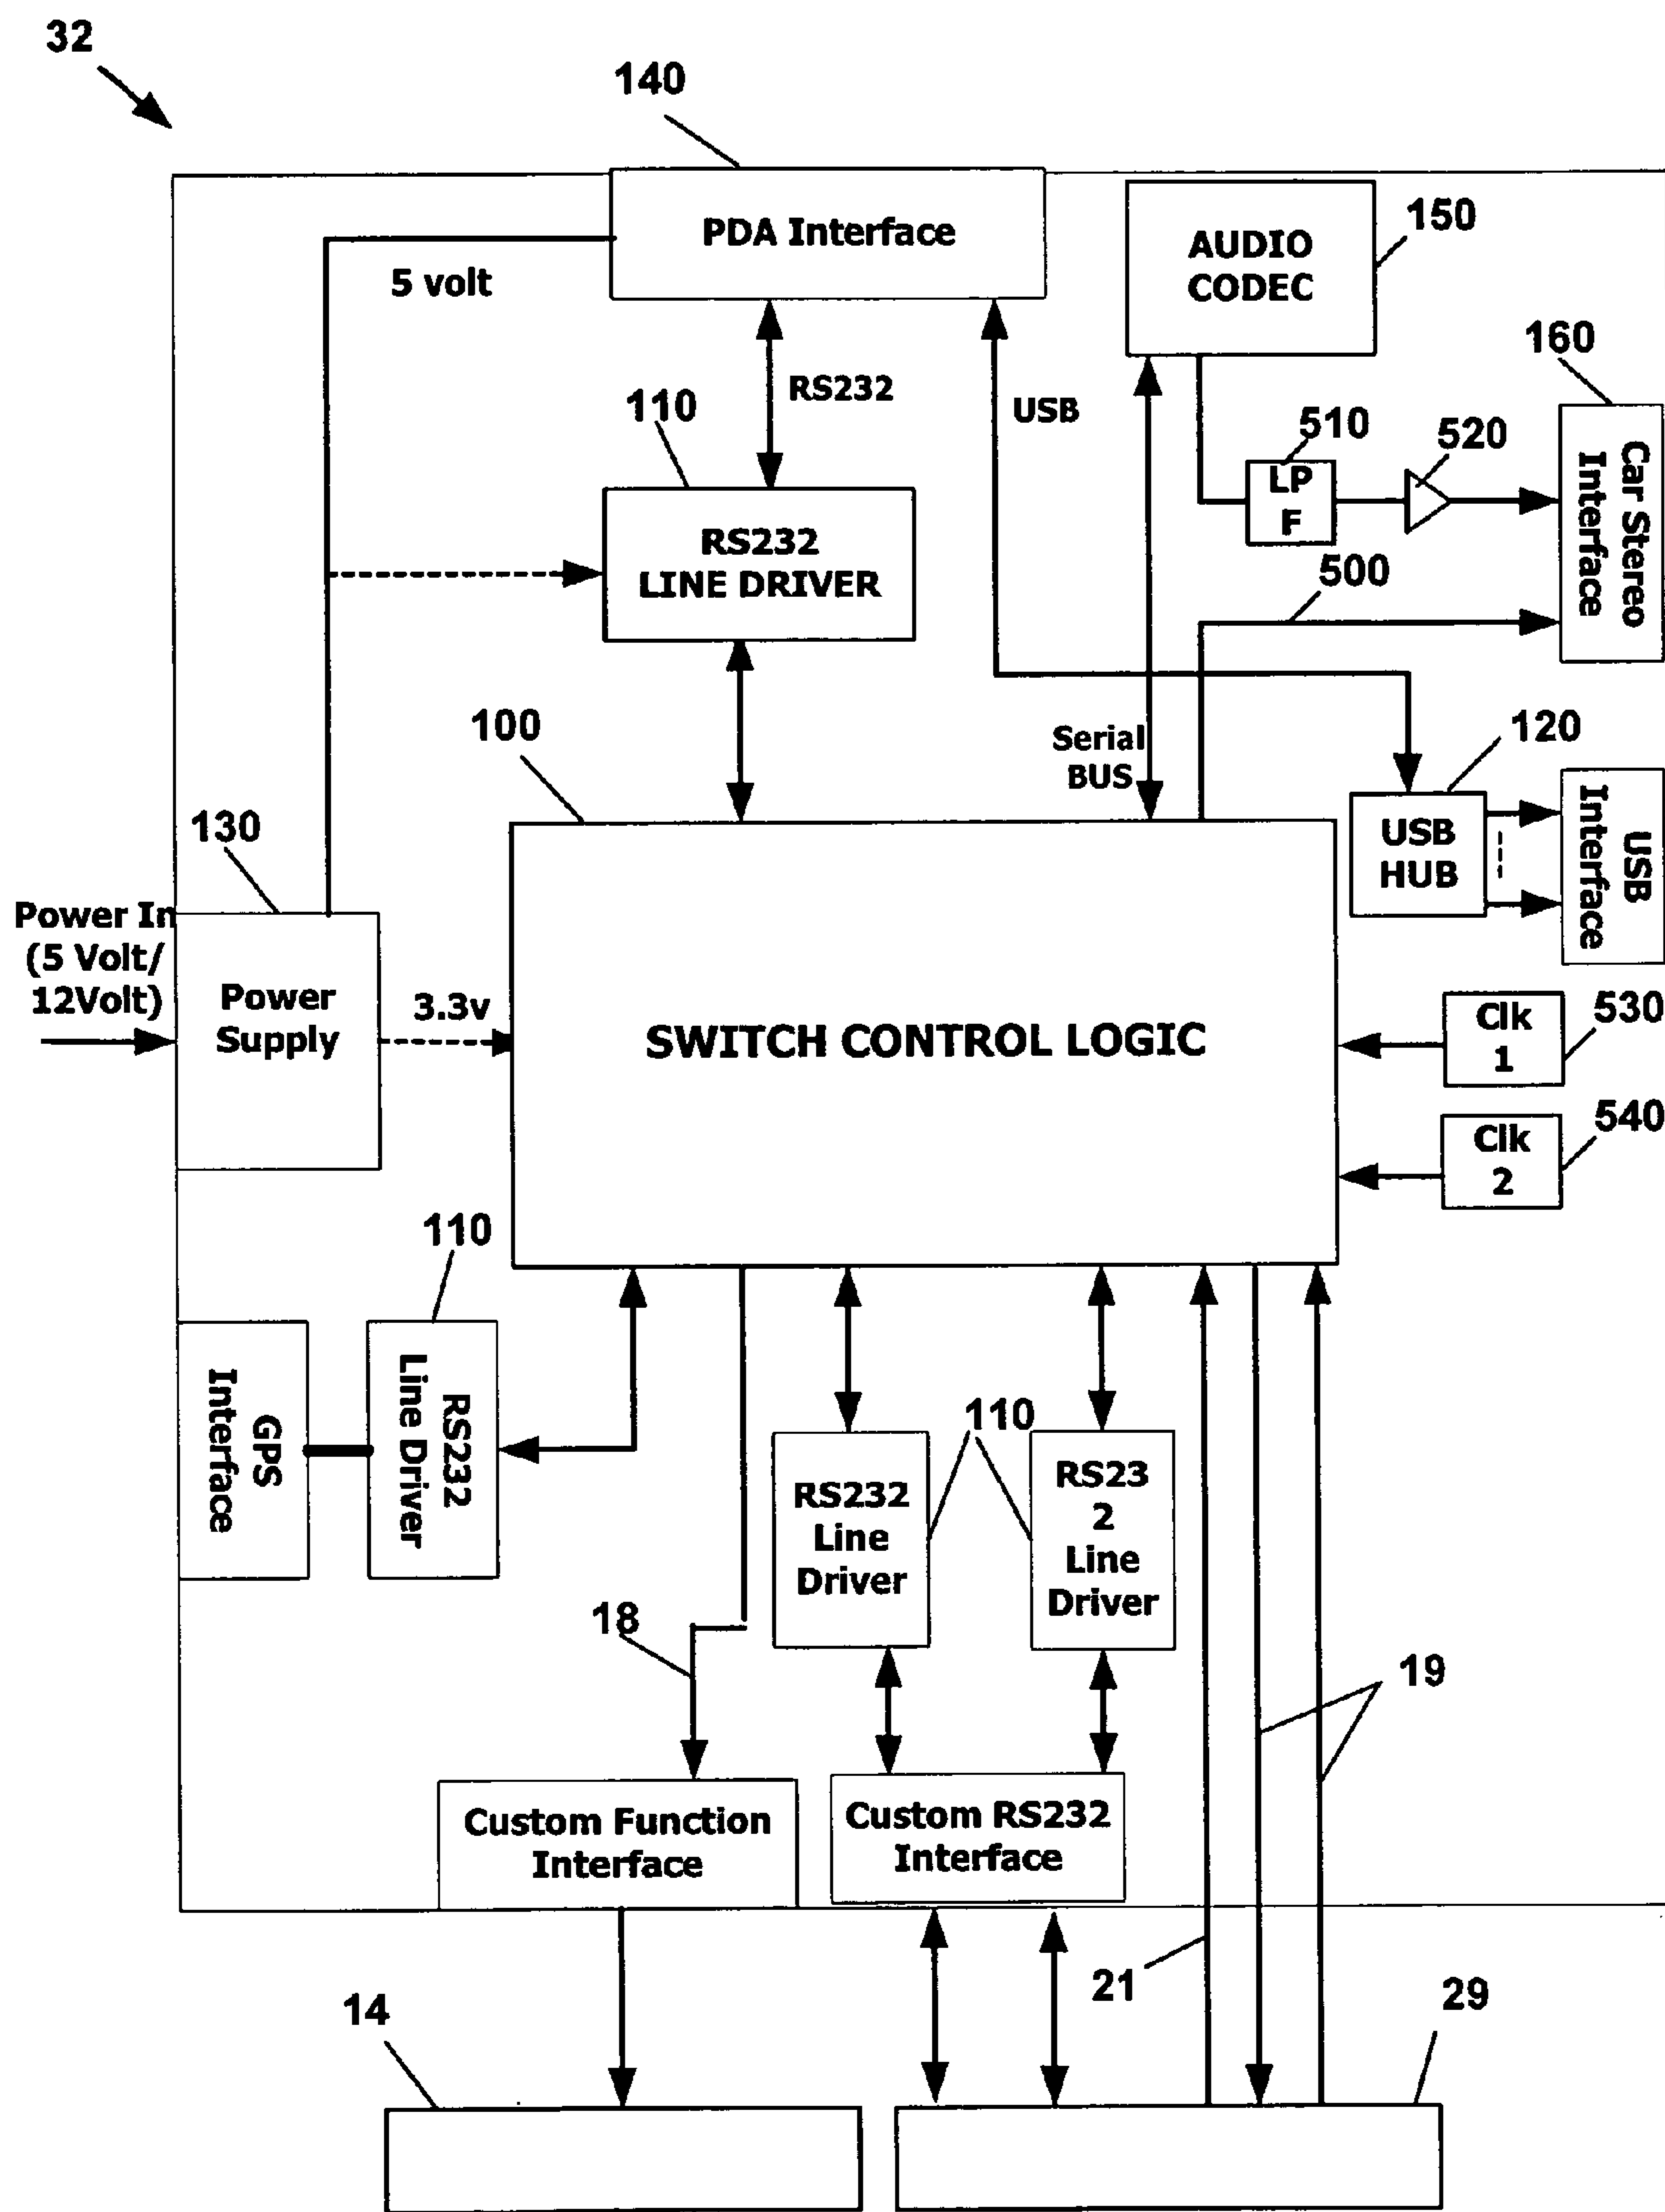 32
140
PDA Interface
5 volt
AUDIO
CODEC
150
160
RS232
USB
110
510
520
LP
F
Car Stereo
Interface
RS232
LINE DRIVER
500
100
Serial
BUS
120
USB
HUB
USB
Interface
130
Power In
(5 Volt/
12Volt)
Power
Supply
3.3v
SWITCH CONTROL LOGIC
Clk
1
530
Clk
2
540
110
GPS
Interface
RS232
Line Driver
110
RS232
Line
Driver
RS23
2
Line
Driver
18
19
Custom Function
Interface
Custom RS232
Interface
21
14
29